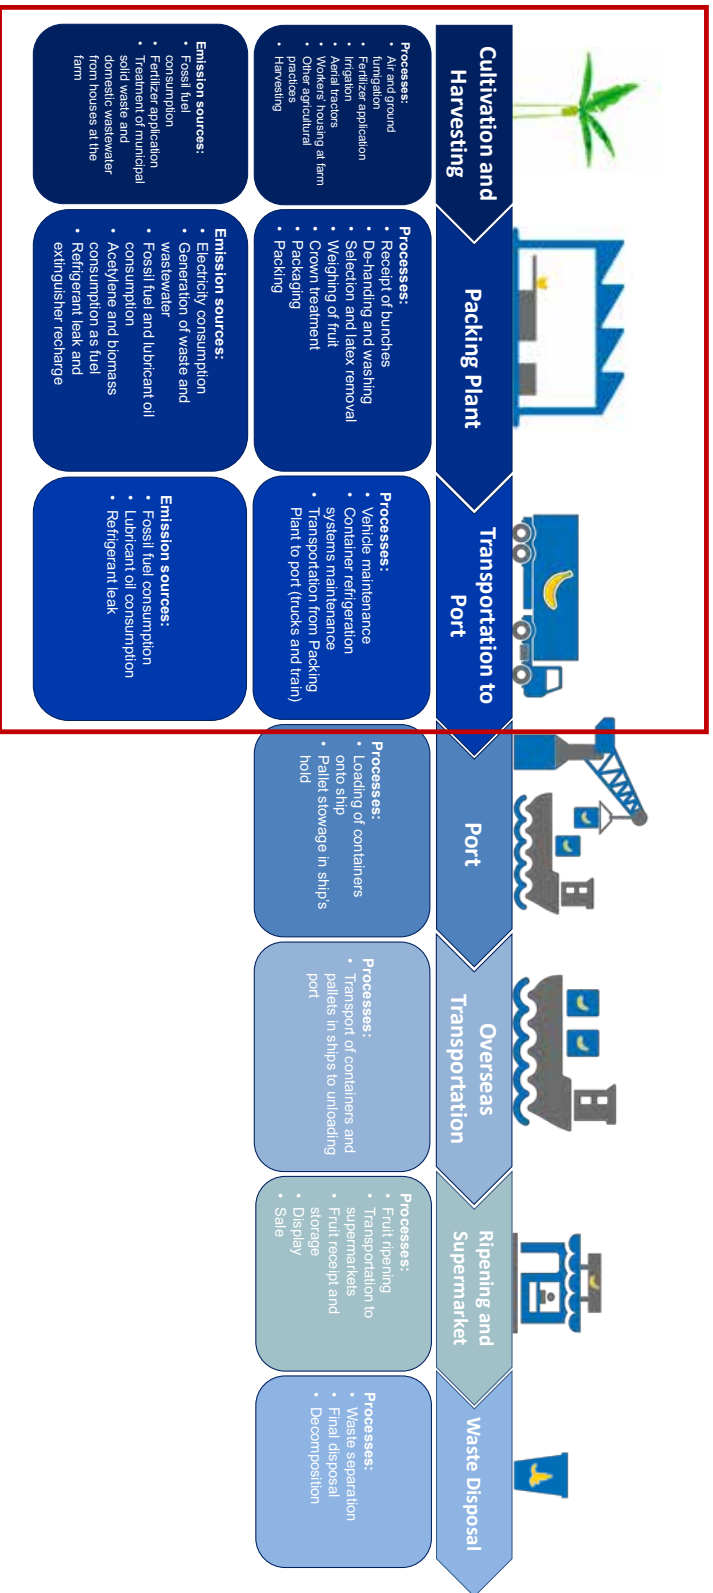 Cultivation and
Harvesting
Processes:
• Air and ground
fumigation
• Fertilizer application
• Irrigation
• Aerial tractors
• Workers' housing at farm
• Other agricultural
practices
• Harvesting
Emission sources:
• Fossil fuel
consumption
• Fertilizer application
• Treatment of municipal
solid waste and
domestic wastewater
from houses at the
farm
Packing Plant
Processes:
• Receipt of bunches
• De-handing and washing
• Selection and latex removal
• Weighing of fruit
• Crown treatment
• Packaging
• Packing
Emission sources:
• Electricity consumption
• Generation of waste and
wastewater
• Fossil fuel and lubricant oil
consumption
• Acetylene and biomass
consumption as fuel
• Refrigerant leak and
extinguisher recharge
Transportation to
Port
Processes:
• Vehicle maintenance
• Container refrigeration
systems maintenance
• Transportation from Packing
Plant to port (trucks and train)
Emission sources:
• Fossil fuel consumption
• Lubricant oil consumption
• Refrigerant leak
Port
Processes:
• Loading of containers
onto ship
• Pallet stowage in ship's
hold
Overseas
Transportation
Processes:
• Transport of containers and
pallets in ships to unloading
port
Ripening and
Supermarket
Processes:
• Fruit ripening
• Transportation to
supermarkets
• Fruit receipt and
storage
• Display
• Sale
Waste Disposal
Processes:
• Waste separation
• Final disposal
• Decomposition